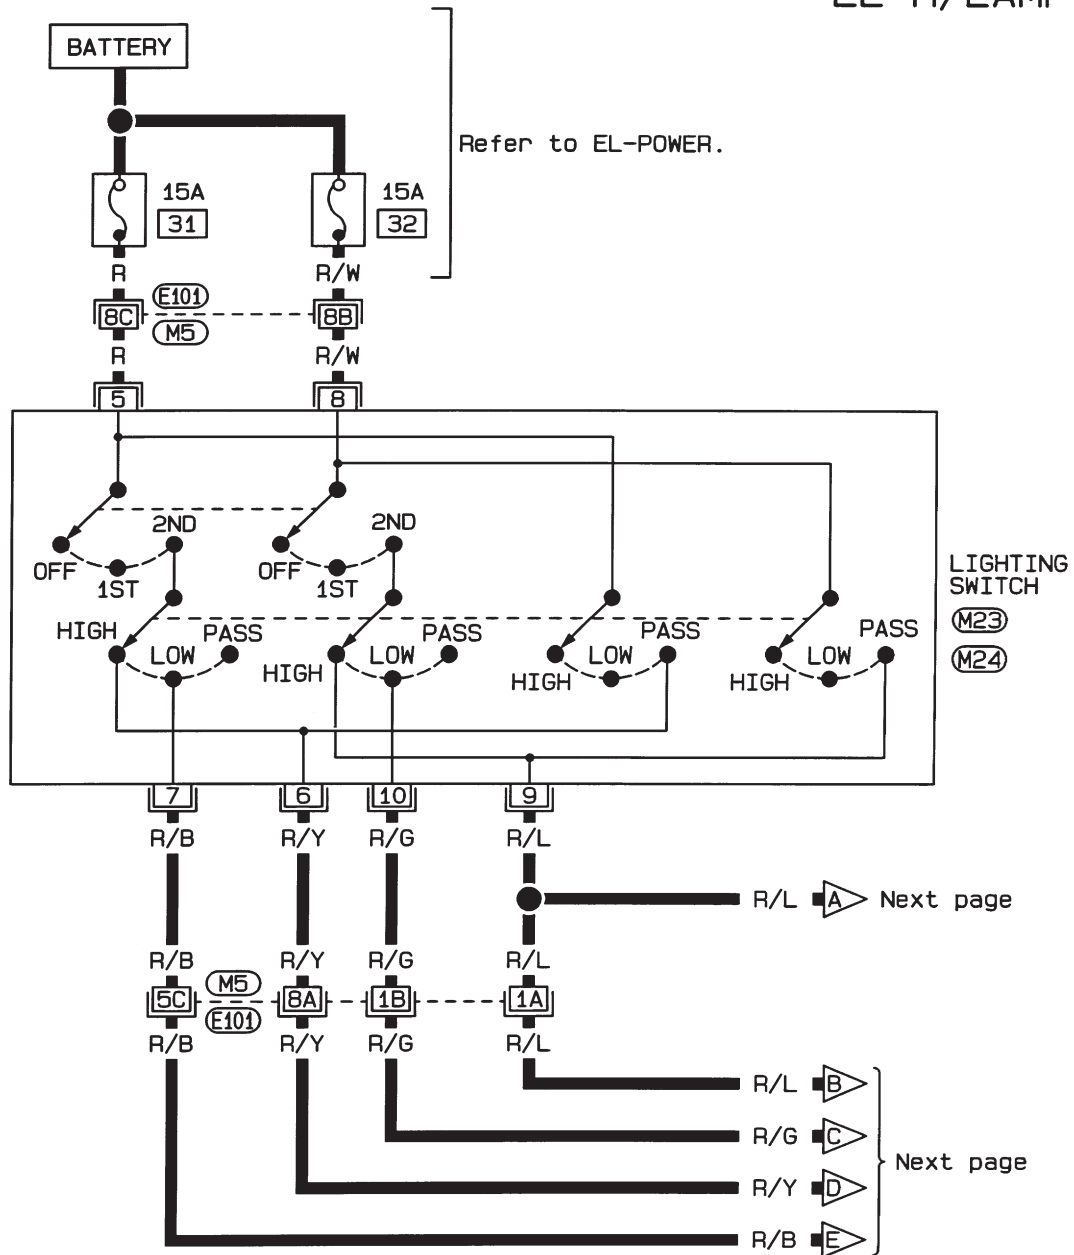 BATTERY
Refer to EL-POWER.
15A
31
15A
32
R
R/W
E101
8C
8B
M5
R
R/W
5
8
2ND
2ND
OFF
1ST
OFF
1ST
LIGHTING
SWITCH
M23
M24
HIGH
LOW
PASS
HIGH
LOW
PASS
HIGH
LOW
PASS
HIGH
LOW
PASS
7
6
10
9
R/B
R/Y
R/G
R/L
R/L
A
Next page
R/B
R/Y
R/G
R/L
M5
5C
8A
1B
1A
E101
R/B
R/Y
R/G
R/L
R/L
B
R/G
C
Next page
R/Y
D
R/B
E